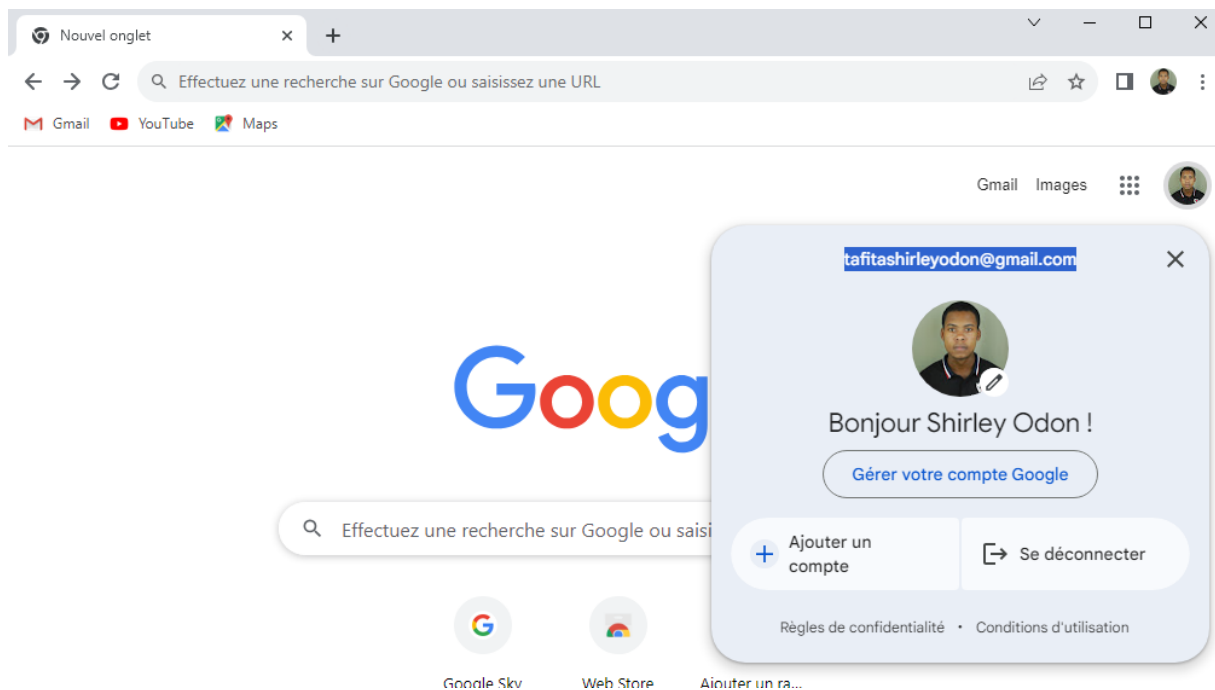 Nouvel onglet
Effectuez une recherche sur Google ou saisissez une URL
Gmail YouTube Maps
Gmail Images
tafitashirleyodon@gmail.com
Bonjour Shirley Odon !
Gérer votre compte Google
Goog
Effectuez une recherche sur Google ou saisi
Ajouter un
compte
Se déconnecter
Règles de confidentialité • Conditions d'utilisation
Google Sky Web Store Ajouter un ra...